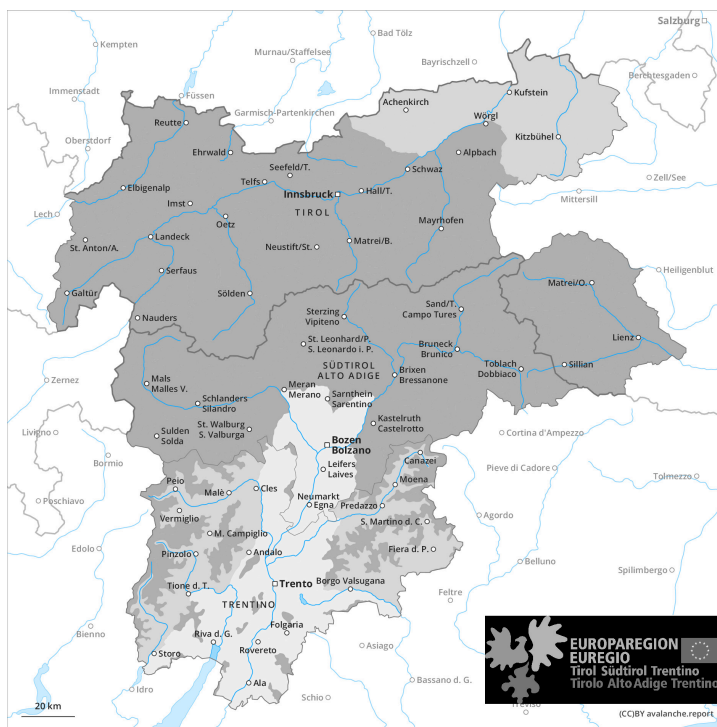 Salzburg
Kempten
Bad Tölz
Murnau/Staffelsee
Bayrischzell
Berchtesgaden
Immenstadt
Füssen
Kufstein
Achenkirch
Garmisch-Partenkirchen
Reutte
Wörgl
Kitzbühel
Oberstdorf
Ehrwald
Alpbach
Seefeld/T.
Schwaz
Zell/See
Telfs
Elbigenalp
Innsbruck
Hall/T.
Mittersill
Imst
TIROL
Lech
Oetz
Mayrhofen
Landeck
St. Anton/A.
Neustift/St.
Matrei/B.
Serfaus
Heiligenblut
Galtür
Sölden
Matrei/O.
Nauders
Sterzing
Vipiteno
Sand/T.
Campo Tures
Lienz
St. Leonhard/P.
S. Leonardo i. P.
Bruneck
Brunico
Toblach
Dobbiaco
Sillian
SÜDTIROL
ALTO ADIGE
Brixen
Bressanone
Zernez
Mals
Malles V.
Meran
Merano
Sarnthein
Sarentino
Schlanders
Silandro
Kastelruth
Castelrotto
St. Walburg
S. Valburga
Sulden
Solda
Livigno
Bozen
Bolzano
Cortina d'Ampezzo
Bormio
Canazei
Leifers
Laives
Pieve di Cadore
Tolmezzo
Moena
Peio
Malè
Cles
Poschiavo
Neumarkt
Egna
Predazzo
Vermiglio
S. Martino d. C.
Agordo
M. Campiglio
Edolo
Pinzolo
Andalo
Fiera d. P.
Belluno
Spilimbergo
Tione d. T.
Trento
Borgo Valsugana
Feltre
TRENTINO
Bienno
Riva d. G.
Folgaria
Rovereto
Asiago
Storo
Idro
Ala
Schio
Bassano d. G.
Treviso
EUROPAREGION
EUREGIO
Tirol Südtirol Trentino
Tirolo AltoAdige Trentino
20 km
(CC)BY avalanche.report